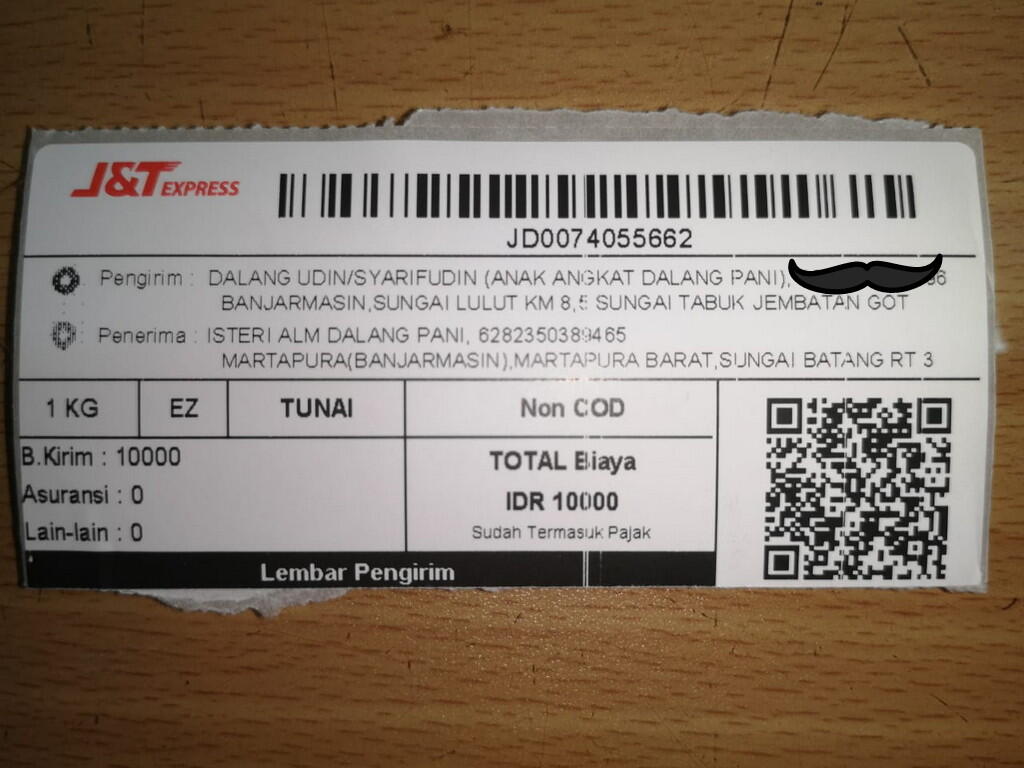 J&T EXPRESS
JD0074055662
Pengirim : DALANG UDIN/SYARIFUDIN (ANAK ANGKAT DALANG PANI),
BANJARMASIN,SUNGAI LULUT KM 8,5 SUNGAI TABUK JEMBATAN GOT
Penerima : ISTERI ALM DALANG PANI, 6282350389465
MARTAPURA(BANJARMASIN),MARTAPURA BARAT,SUNGAI BATANG RT 3
1 KG EZ TUNAI Non COD
B.Kirim : 10000
Asuransi : 0
Lain-lain : 0
TOTAL Biaya
IDR 10000
Sudah Termasuk Pajak
Lembar Pengirim